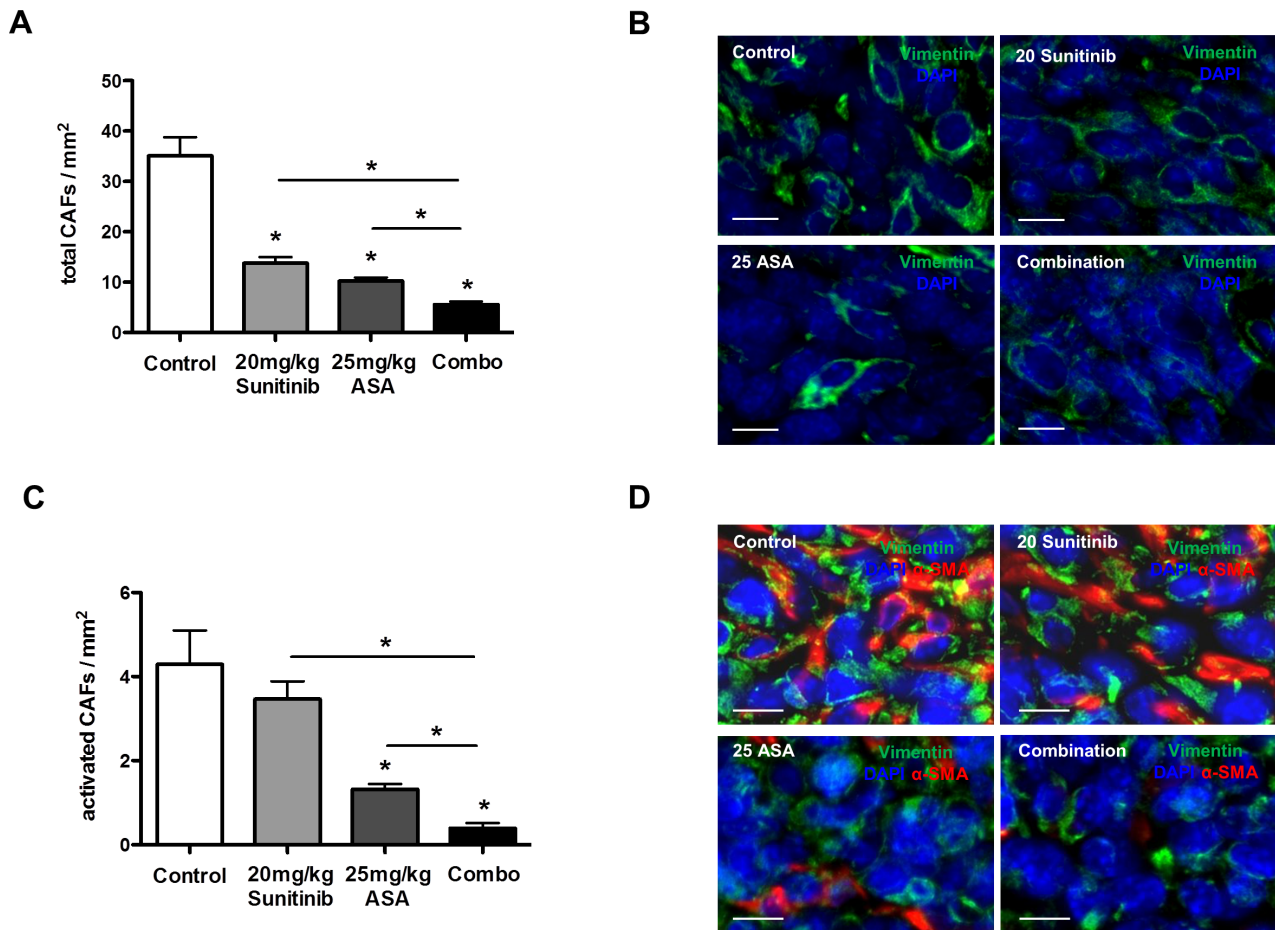 A
total CAFs / mm²
50
40
30
20
10
0
*
*
*
*
*
Control
20mg/kg
Sunitinib
25mg/kg
ASA
Combo
B
Control
Vimentin
DAPI
20 Sunitinib
Vimentin
DAPI
25 ASA
Vimentin
DAPI
Combination
Vimentin
DAPI
C
activated CAFs / mm²
6
4
2
0
*
*
*
*
Control
20mg/kg
Sunitinib
25mg/kg
ASA
Combo
D
Control
Vimentin
DAPI α-SMA
20 Sunitinib
Vimentin
DAPI α-SMA
25 ASA
Vimentin
DAPI α-SMA
Combination
Vimentin
DAPI α-SMA